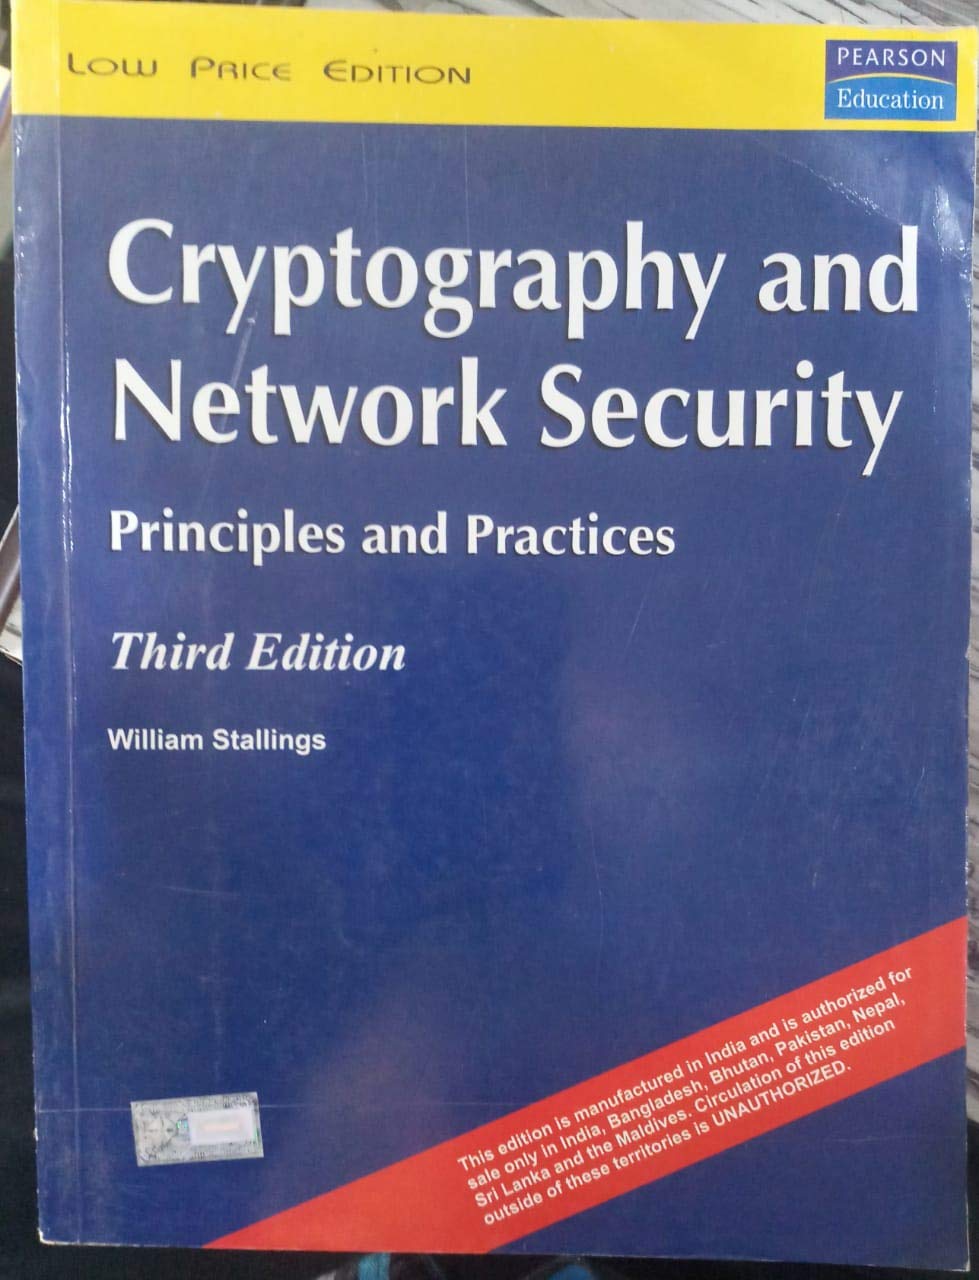 LOW PRICE EDITION
PEARSON
Education
Cryptography and
Network Security
Principles and Practices
Third Edition
William Stallings
This edition is manufactured in India and is authorized for
sale only in India, Bangladesh, Bhutan, Pakistan, Nepal,
Sri Lanka and the Maldives. Circulation of this edition
outside of these territories is UNAUTHORIZED.